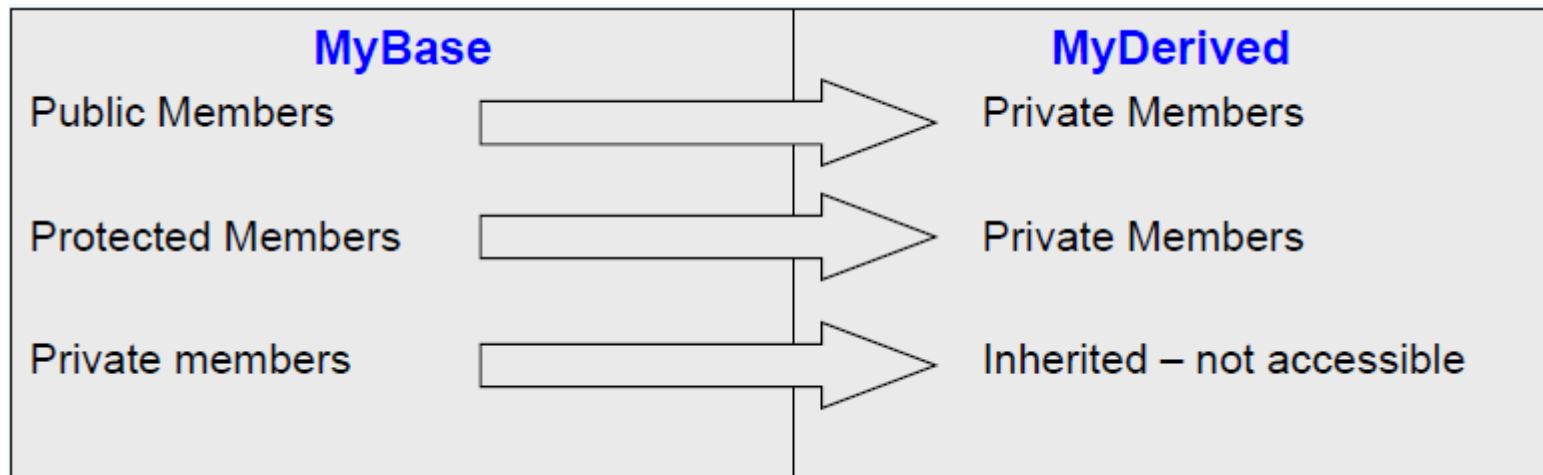 MyBase
MyDerived
Public Members
Private Members
Protected Members
Private Members
Private members
Inherited – not accessible